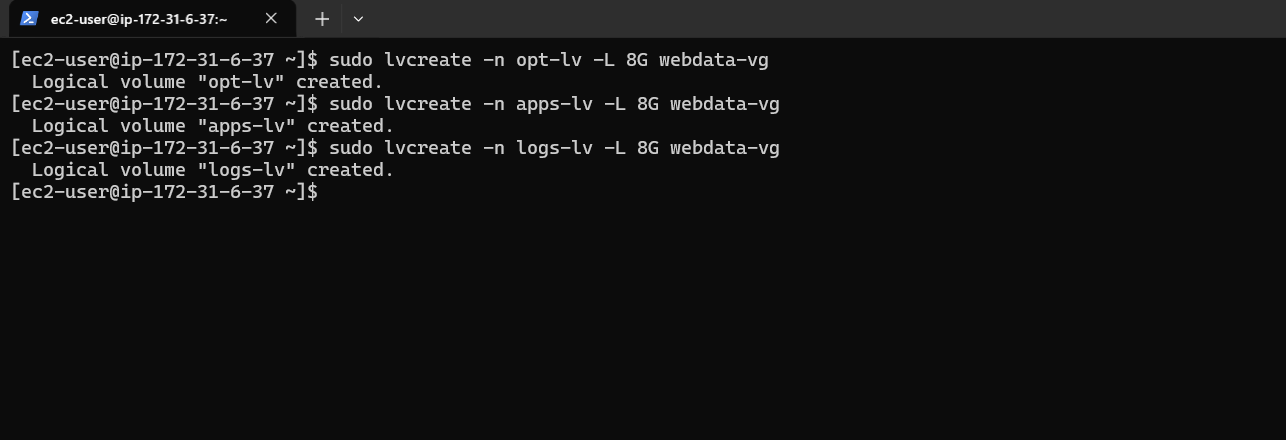 ec2-user@ip-172-31-6-37:~
[ec2-user@ip-172-31-6-37 ~]$ sudo lvcreate -n opt-lv -L 8G webdata-vg
  Logical volume "opt-lv" created.
[ec2-user@ip-172-31-6-37 ~]$ sudo lvcreate -n apps-lv -L 8G webdata-vg
  Logical volume "apps-lv" created.
[ec2-user@ip-172-31-6-37 ~]$ sudo lvcreate -n logs-lv -L 8G webdata-vg
  Logical volume "logs-lv" created.
[ec2-user@ip-172-31-6-37 ~]$